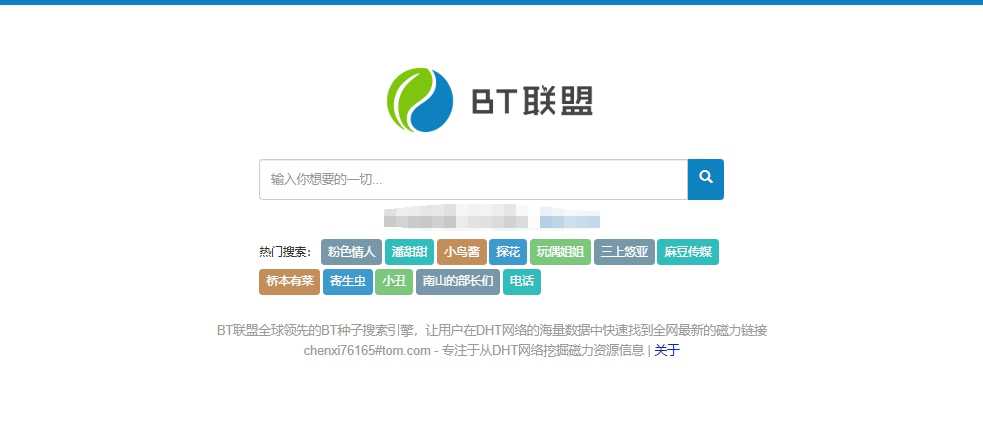 BT联盟
输入你想要的一切...
热门搜索： 粉色情人 潘甜甜 小鸟酱 探花 玩偶姐姐 三上悠亚 麻豆传媒
桥本有菜 寄生虫 小丑 南山的部长们 电话
BT联盟全球领先的BT种子搜索引擎，让用户在DHT网络的海量数据中快速找到全网最新的磁力链接
chenxi76165#tom.com - 专注于从DHT网络挖掘磁力资源信息 | 关于